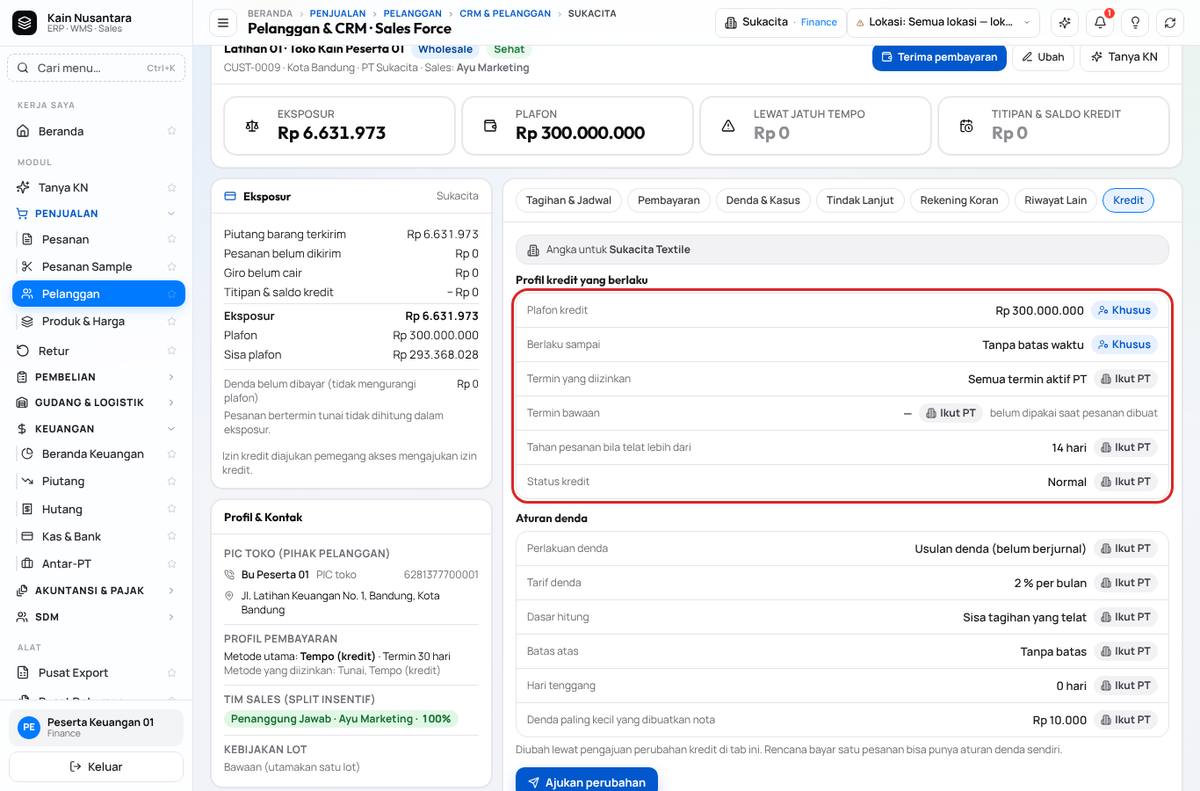 Kain Nusantara
ERP · WMS · Sales
Cari menu... Ctrl+K
KERJA SAYA
Beranda
MODUL
Tanya KN
PENJUALAN
Pesanan
Pesanan Sample
Pelanggan
Produk & Harga
Retur
PEMBELIAN
GUDANG & LOGISTIK
KEUANGAN
Beranda Keuangan
Piutang
Hutang
Kas & Bank
Antar-PT
AKUNTANSI & PAJAK
SDM
ALAT
Pusat Export
PE Peserta Keuangan 01
Finance
Keluar
BERANDA › PENJUALAN › PELANGGAN › CRM & PELANGGAN › SUKACITA
Pelanggan & CRM · Sales Force
Sukacita · Finance
Lokasi: Semua lokasi — lok...
1
Latihan 01 · Toko Kain Peserta 01 Wholesale Sehat
CUST-0009 · Kota Bandung · PT Sukacita · Sales: Ayu Marketing
Terima pembayaran
Ubah
Tanya KN
EKSPOSUR
Rp 6.631.973
PLAFON
Rp 300.000.000
LEWAT JATUH TEMPO
Rp 0
TITIPAN & SALDO KREDIT
Rp 0
Eksposur Sukacita
Piutang barang terkirim Rp 6.631.973
Pesanan belum dikirim Rp 0
Giro belum cair Rp 0
Titipan & saldo kredit – Rp 0
Eksposur Rp 6.631.973
Plafon Rp 300.000.000
Sisa plafon Rp 293.368.028
Denda belum dibayar (tidak mengurangi plafon) Rp 0
Pesanan bertermin tunai tidak dihitung dalam
eksposur.
Izin kredit diajukan pemegang akses mengajukan izin
kredit.
Profil & Kontak
PIC TOKO (PIHAK PELANGGAN)
Bu Peserta 01 PIC toko 6281377700001
Jl. Latihan Keuangan No. 1, Bandung, Kota
Bandung
PROFIL PEMBAYARAN
Metode utama: Tempo (kredit) · Termin 30 hari
Metode yang diizinkan: Tunai, Tempo (kredit)
TIM SALES (SPLIT INSENTIF)
Penanggung Jawab · Ayu Marketing · 100%
KEBIJAKAN LOT
Bawaan (utamakan satu lot)
Tagihan & Jadwal
Pembayaran
Denda & Kasus
Tindak Lanjut
Rekening Koran
Riwayat Lain
Kredit
Angka untuk Sukacita Textile
Profil kredit yang berlaku
Plafon kredit Rp 300.000.000 Khusus
Berlaku sampai Tanpa batas waktu Khusus
Termin yang diizinkan Semua termin aktif PT Ikut PT
Termin bawaan — Ikut PT belum dipakai saat pesanan dibuat
Tahan pesanan bila telat lebih dari 14 hari Ikut PT
Status kredit Normal Ikut PT
Aturan denda
Perlakuan denda Usulan denda (belum berjurnal) Ikut PT
Tarif denda 2 % per bulan Ikut PT
Dasar hitung Sisa tagihan yang telat Ikut PT
Batas atas Tanpa batas Ikut PT
Hari tenggang 0 hari Ikut PT
Denda paling kecil yang dibuatkan nota Rp 10.000 Ikut PT
Diubah lewat pengajuan perubahan kredit di tab ini. Rencana bayar satu pesanan bisa punya aturan denda sendiri.
Ajukan perubahan